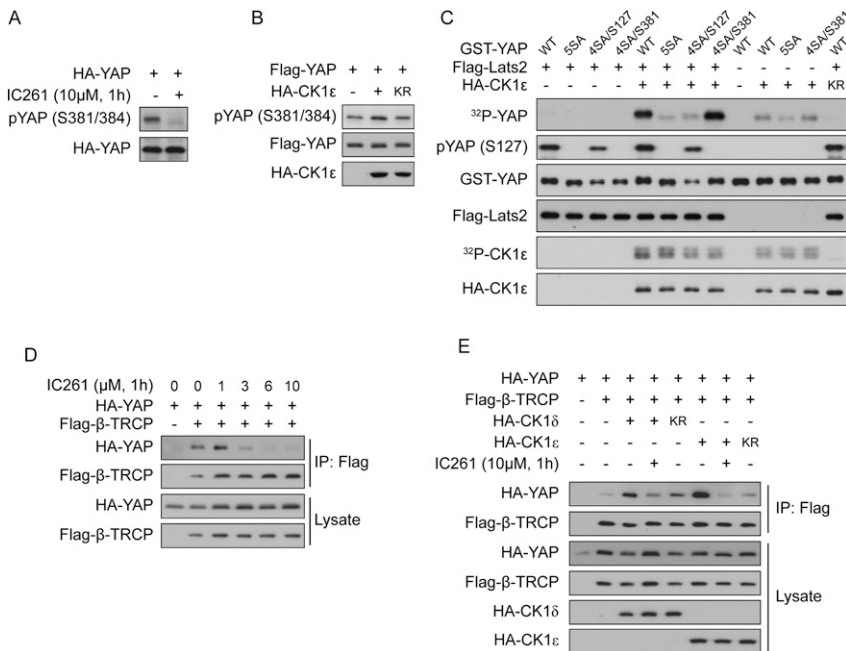 A
HA-YAP + +
IC261 (10μM, 1h) - +
pYAP (S381/384)
HA-YAP
B
Flag-YAP + + +
HA-CK1ε - + KR
pYAP (S381/384)
Flag-YAP
HA-CK1ε
C
GST-YAP WT 5SA 4SA/S127 4SA/S381 WT 5SA 4SA/S127 4SA/S381 WT WT 5SA 4SA/S381 WT
Flag-Lats2 + + + + + + + + - - - - +
HA-CK1ε - - - - + + + + - + + + KR
³²P-YAP
pYAP (S127)
GST-YAP
Flag-Lats2
³²P-CK1ε
HA-CK1ε
D
IC261 (μM, 1h) 0 0 1 3 6 10
HA-YAP + + + + + +
Flag-β-TRCP - + + + + +
HA-YAP
Flag-β-TRCP
IP: Flag
HA-YAP
Flag-β-TRCP
Lysate
E
HA-YAP + + + + + + + +
Flag-β-TRCP - + + + + + + +
HA-CK1δ - - + + KR - - -
HA-CK1ε - - - - - + + KR
IC261 (10μM, 1h) - - - + - - + -
HA-YAP
Flag-β-TRCP
IP: Flag
HA-YAP
Flag-β-TRCP
HA-CK1δ
HA-CK1ε
Lysate